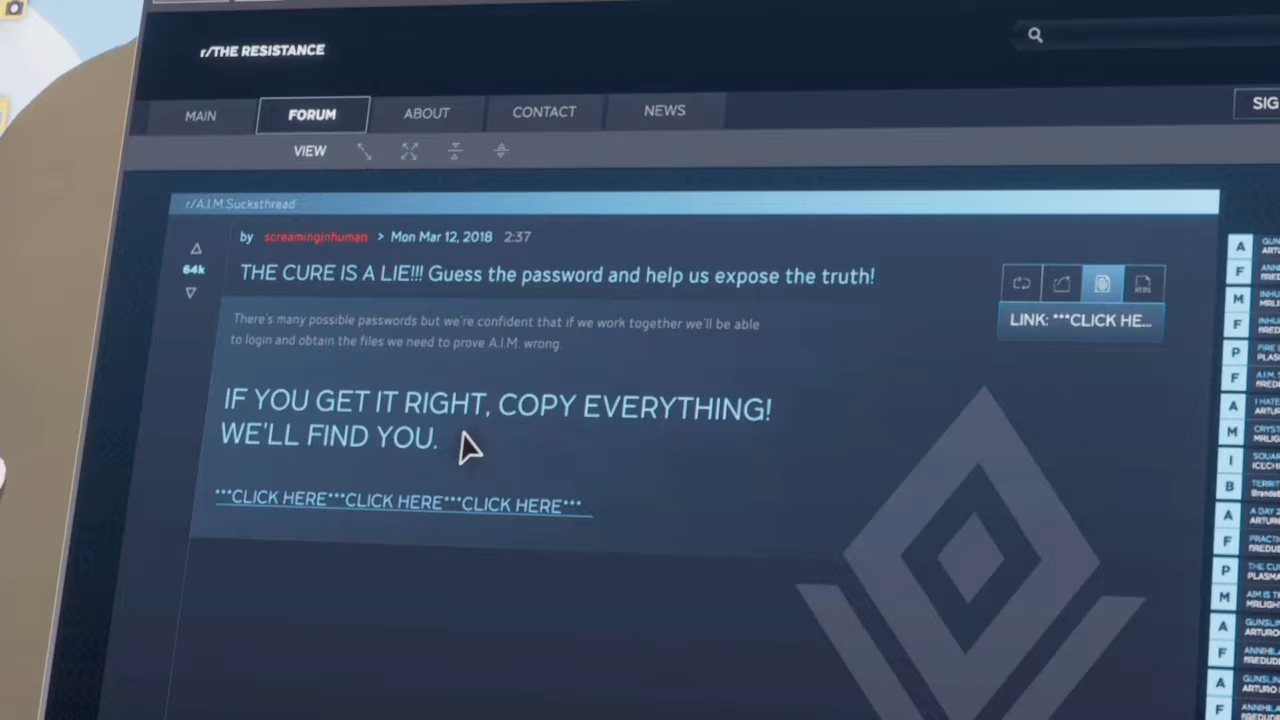 r/THE RESISTANCE
MAIN
FORUM
ABOUT
CONTACT
NEWS
SIG
VIEW
r/A.I.M.Sucksthread
by screaminginhuman > Mon Mar 12, 2018 2:37
64k
THE CURE IS A LIE!!! Guess the password and help us expose the truth!
LINK: ***CLICK HE...
There's many possible passwords but we're confident that if we work together we'll be able
to login and obtain the files we need to prove A.I.M. wrong.
IF YOU GET IT RIGHT, COPY EVERYTHING!
WE'LL FIND YOU.
***CLICK HERE***CLICK HERE***CLICK HERE***
A
F
M
F
P
F
A
M
I
B
A
F
P
M
A
F
A
F